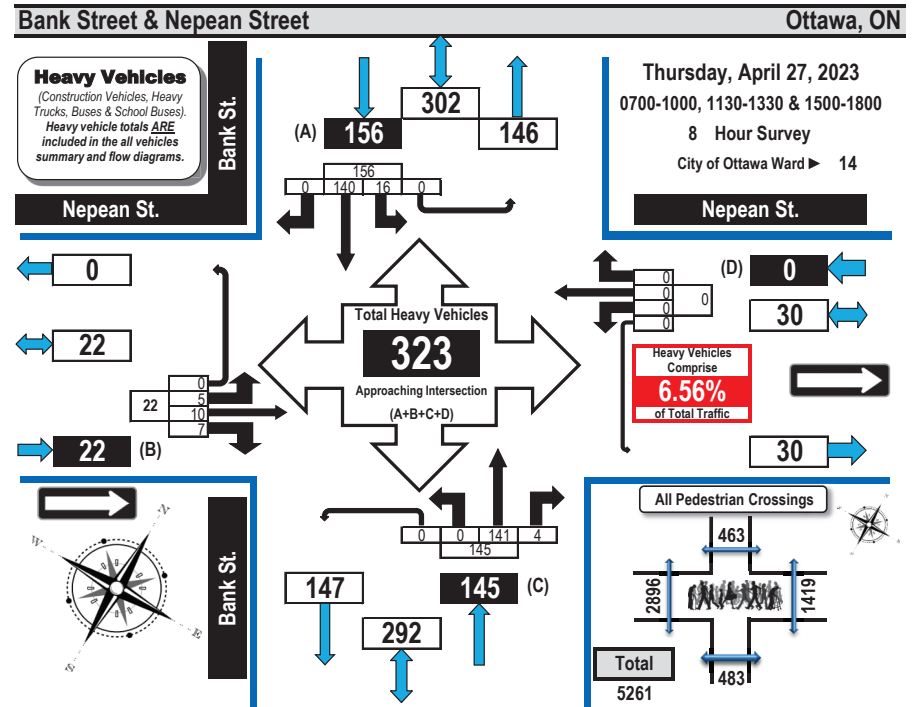 Bank Street & Nepean Street
Ottawa, ON
Heavy Vehicles
(Construction Vehicles, Heavy
Trucks, Buses & School Buses).
Heavy vehicle totals ARE
included in the all vehicles
summary and flow diagrams.
Bank St.
Nepean St.
302
(A) 156
146
156
0 140 16 0
Thursday, April 27, 2023
0700-1000, 1130-1330 & 1500-1800
8 Hour Survey
City of Ottawa Ward ► 14
Nepean St.
0
22
22
0
5
10
7
22 (B)
Total Heavy Vehicles
323
Approaching Intersection
(A+B+C+D)
0
0
0
0
0
(D) 0
30
Heavy Vehicles
Comprise
6.56%
of Total Traffic
30
Bank St.
N
W
E
S
0 0 141 4
145
147
145 (C)
292
All Pedestrian Crossings
463
2896
1419
483
Total
5261